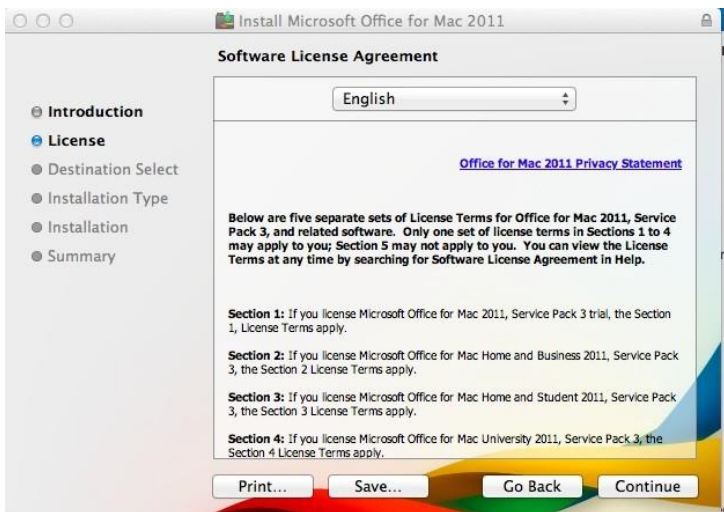 Install Microsoft Office for Mac 2011
Software License Agreement
Introduction
License
Destination Select
Installation Type
Installation
Summary
English
Office for Mac 2011 Privacy Statement
Below are five separate sets of License Terms for Office for Mac 2011, Service
Pack 3, and related software. Only one set of license terms in Sections 1 to 4
may apply to you; Section 5 may not apply to you. You can view the License
Terms at any time by searching for Software License Agreement in Help.
Section 1: If you license Microsoft Office for Mac 2011, Service Pack 3 trial, the Section
1, License Terms apply.
Section 2: If you license Microsoft Office for Mac Home and Business 2011, Service Pack
3, the Section 2 License Terms apply.
Section 3: If you license Microsoft Office for Mac Home and Student 2011, Service Pack
3, the Section 3 License Terms apply.
Section 4: If you license Microsoft Office for Mac University 2011, Service Pack 3, the
Section 4 License Terms apply.
Print...
Save...
Go Back
Continue